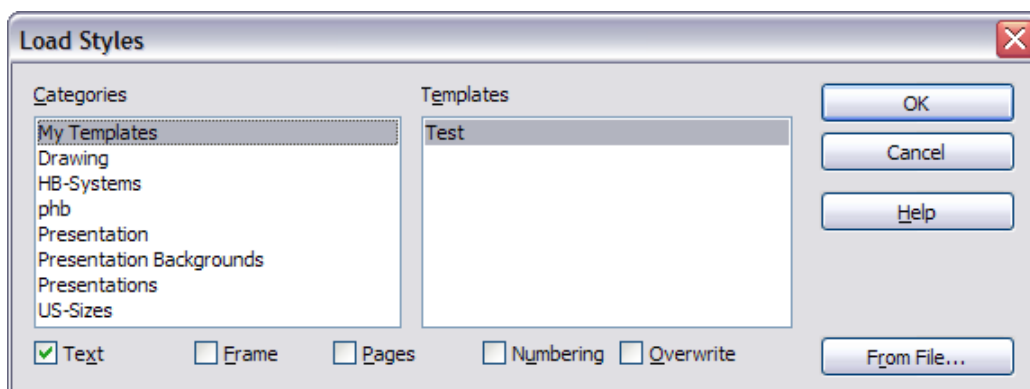 Load Styles
Categories
Templates
My Templates
Drawing
HB-Systems
phb
Presentation
Presentation Backgrounds
Presentations
US-Sizes
Test
OK
Cancel
Help
Text Frame Pages Numbering Overwrite
From File...